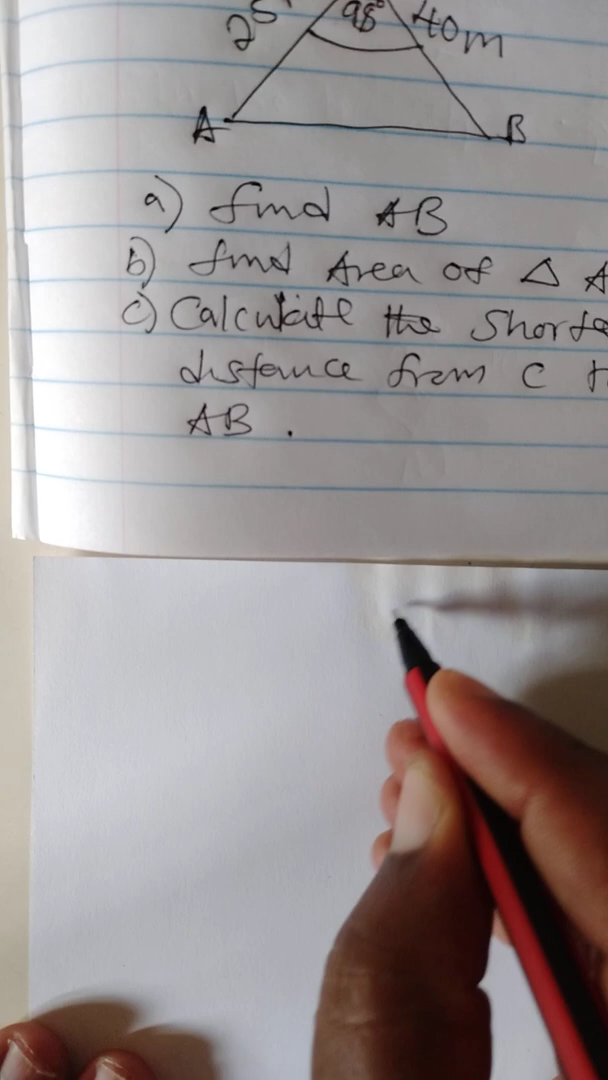 25 98° 40m
A B
a) find AB
b) find Area of △ A
c) Calculate the Shorte
distance from C t
AB.